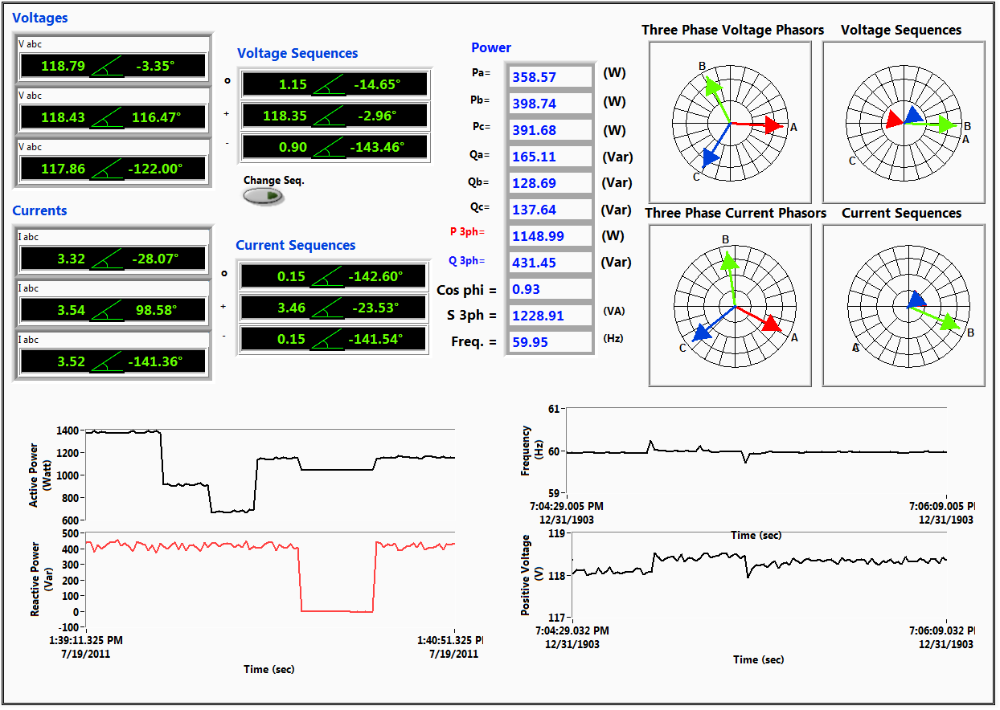 Voltages
V abc
118.79 -3.35°
V abc
118.43 116.47°
V abc
117.86 -122.00°
Voltage Sequences
o 1.15 -14.65°
+ 118.35 -2.96°
- 0.90 -143.46°
Change Seq.
Currents
I abc
3.32 -28.07°
I abc
3.54 98.58°
I abc
3.52 -141.36°
Current Sequences
o 0.15 -142.60°
+ 3.46 -23.53°
- 0.15 -141.54°
Power
Pa= 358.57 (W)
Pb= 398.74 (W)
Pc= 391.68 (W)
Qa= 165.11 (Var)
Qb= 128.69 (Var)
Qc= 137.64 (Var)
P 3ph= 1148.99 (W)
Q 3ph= 431.45 (Var)
Cos phi = 0.93
S 3ph = 1228.91 (VA)
Freq. = 59.95 (Hz)
Three Phase Voltage Phasors
B
A
C
Voltage Sequences
B
A
C
Three Phase Current Phasors
B
A
C
Current Sequences
B
A
C
Active Power
(Watt)
1400
1200
1000
800
600
Reactive Power
(Var)
500
400
300
200
100
0
-100
1:39:11.325 PM
7/19/2011
1:40:51.325 P
7/19/2011
Time (sec)
Frequency
(Hz)
61
60
59
7:04:29.005 PM
12/31/1903
7:06:09.005 P
12/31/1903
Time (sec)
Positive Voltage
(V)
119
118
117
7:04:29.032 PM
12/31/1903
7:06:09.032 P
12/31/1903
Time (sec)